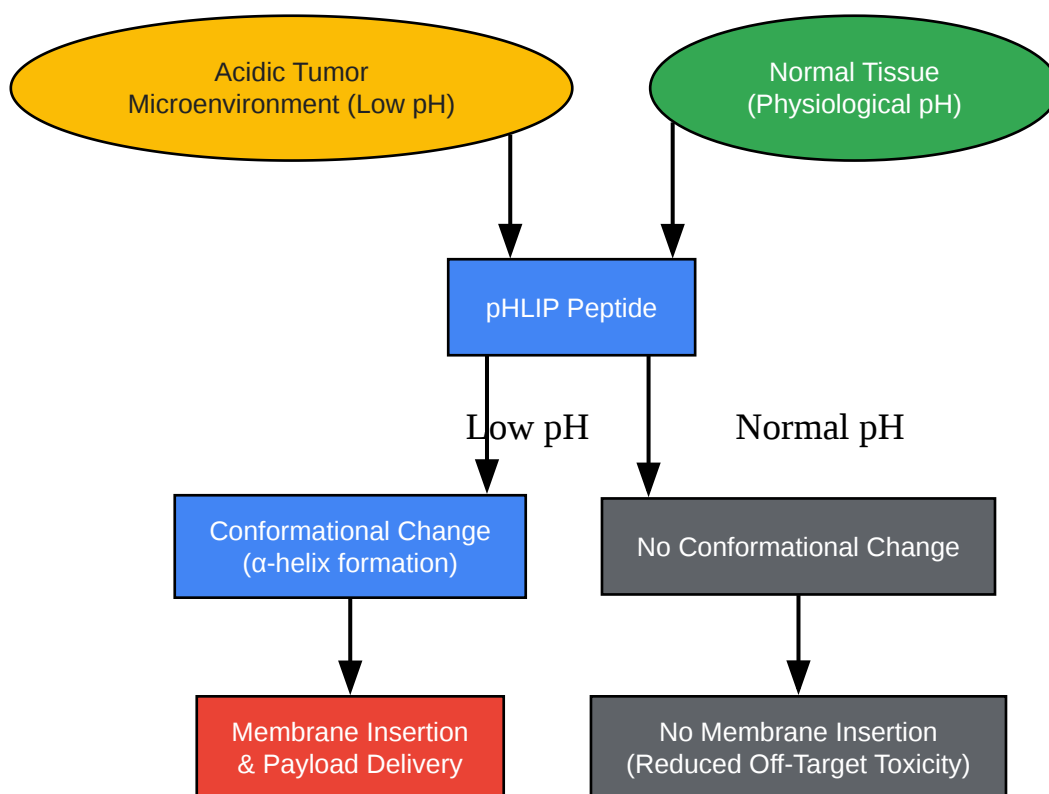 Acidic Tumor
Microenvironment (Low pH)
Normal Tissue
(Physiological pH)
pHLIP Peptide
Low pH
Normal pH
Conformational Change
(α-helix formation)
No Conformational Change
Membrane Insertion
& Payload Delivery
No Membrane Insertion
(Reduced Off-Target Toxicity)